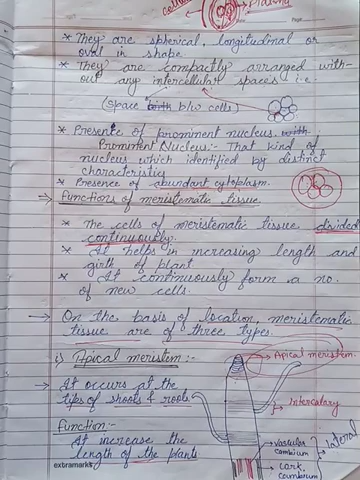 Plasma
* They are spherical, longitudinal or
oval in shape.
* They are compactly arranged with-
out any intercellular spaces i.e.
(Space b/w cells)
* Presence of prominent nucleus.
Prominent Nucleus:- That kind of
nucleus which identified by distinct
characteristics
* Presence of abundant cytoplasm.
⇒ Functions of meristematic tissue
* The cells of meristematic tissue divided
continuously.
* It helps in increasing length and
girth of plant
* It continuously form a no.
of new cells.
→ On the basis of location, meristematic
tissue are of three types.
i) Apical meristem:-
→ Apical meristem.
→ It occurs at the
tips of shoots & roots
→ Intercalary
Function:-
It increase the
length of the plants
→ Vascular
cambium
→ Cork
cambium
Lateral
extramarks